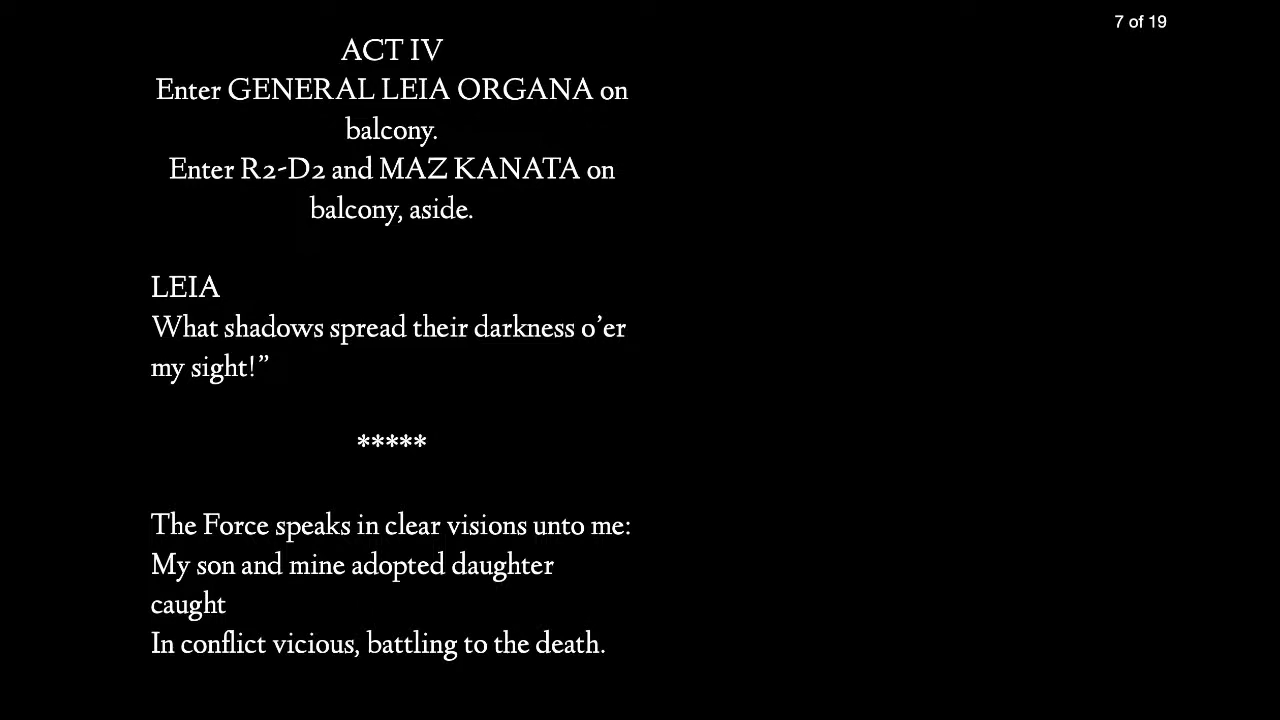 7 of 19
ACT IV
Enter GENERAL LEIA ORGANA on
balcony.
Enter R2-D2 and MAZ KANATA on
balcony, aside.
LEIA
What shadows spread their darkness o’er
my sight!”
*****
The Force speaks in clear visions unto me:
My son and mine adopted daughter
caught
In conflict vicious, battling to the death.